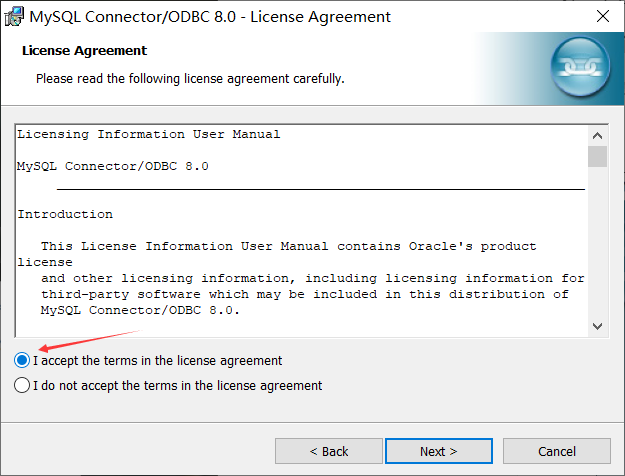 MySQL Connector/ODBC 8.0 - License Agreement
License Agreement
Please read the following license agreement carefully.
Licensing Information User Manual
MySQL Connector/ODBC 8.0
Introduction
This License Information User Manual contains Oracle's product
license
and other licensing information, including licensing information for
third-party software which may be included in this distribution of
MySQL Connector/ODBC 8.0.
I accept the terms in the license agreement
I do not accept the terms in the license agreement
< Back
Next >
Cancel